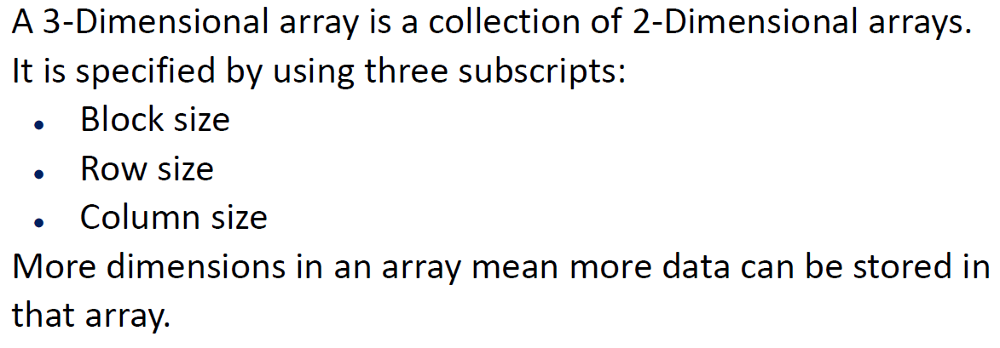 A 3-Dimensional array is a collection of 2-Dimensional arrays.
It is specified by using three subscripts:
• Block size
• Row size
• Column size
More dimensions in an array mean more data can be stored in
that array.